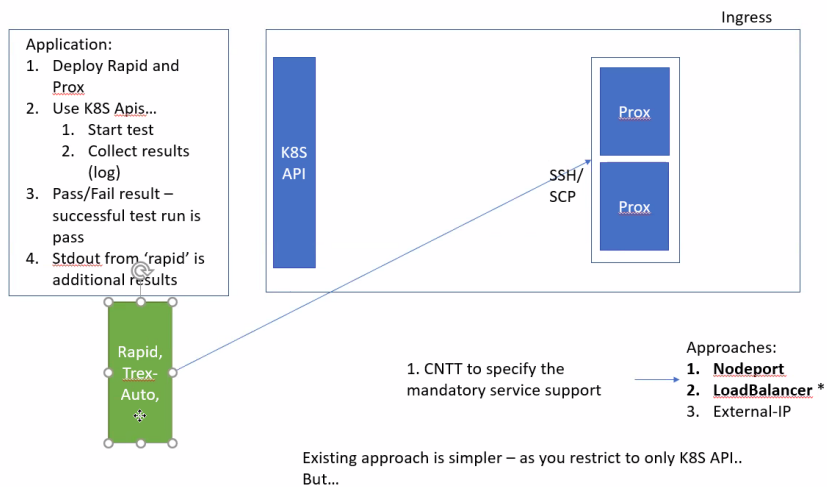 Ingress
Application:
1. Deploy Rapid and
Prox
2. Use K8S Apis…
1. Start test
2. Collect results
(log)
3. Pass/Fail result –
successful test run is
pass
4. Stdout from ‘rapid’ is
additional results
K8S
API
Prox
SSH/
SCP
Prox
Rapid,
Trex-
Auto,
1. CNTT to specify the
mandatory service support
Approaches:
1. Nodeport
2. LoadBalancer *
3. External-IP
Existing approach is simpler – as you restrict to only K8S API..
But…